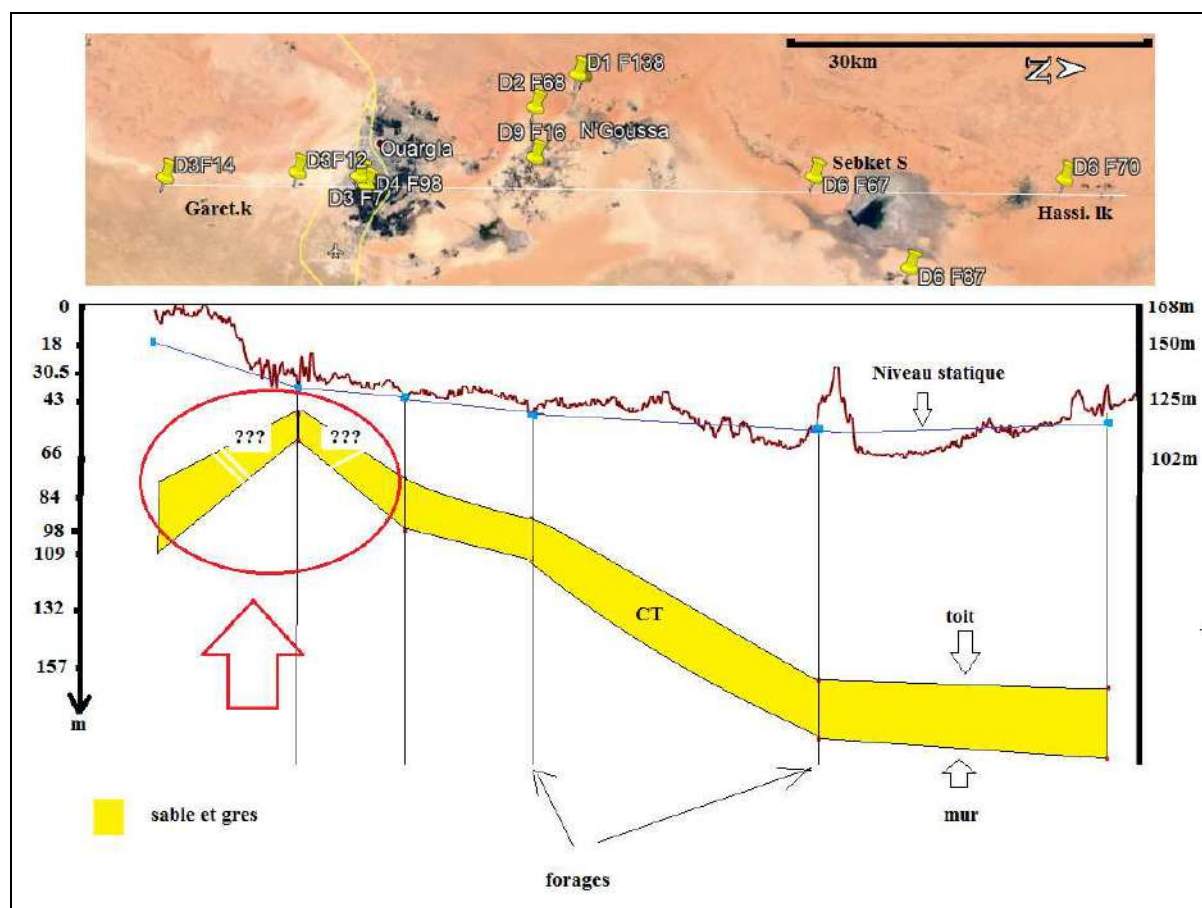 30km
N
D1 F138
D2 F68
D9 F16
N'Goussa
Ouargla
D3F14
D3F12
D4 F98
D3 F7
Garet.k
Sebket S
D6 F67
D6 F70
Hassi. Ik
D6 F87
0
18
30.5
43
66
84
98
109
132
157
m
168m
150m
125m
102m
Niveau statique
???
???
CT
toit
mur
sable et gres
forages